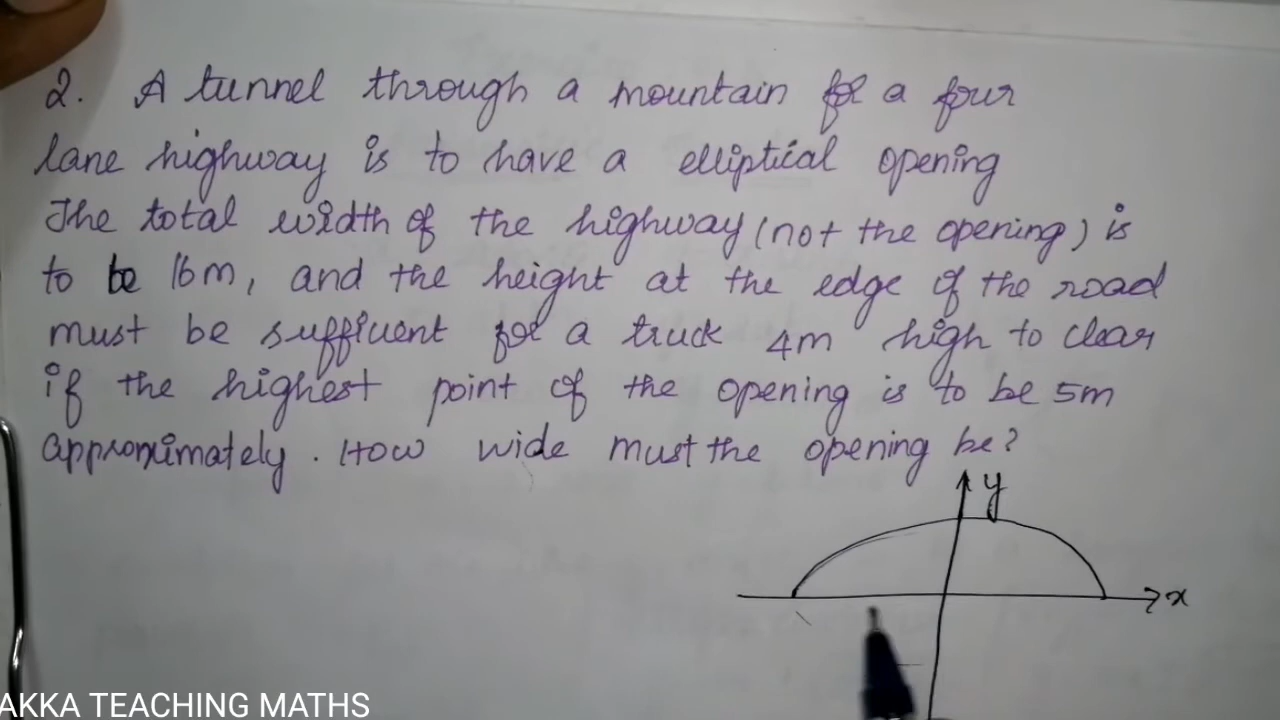 2. A tunnel through a mountain for a four
lane highway is to have a elliptical opening
The total width of the highway (not the opening) is
to be 16m, and the height at the edge of the road
must be suffiuent for a truck 4m high to clear
if the highest point of the opening is to be 5m
approximately. How wide must the opening be?
y
x
AKKA TEACHING MATHS